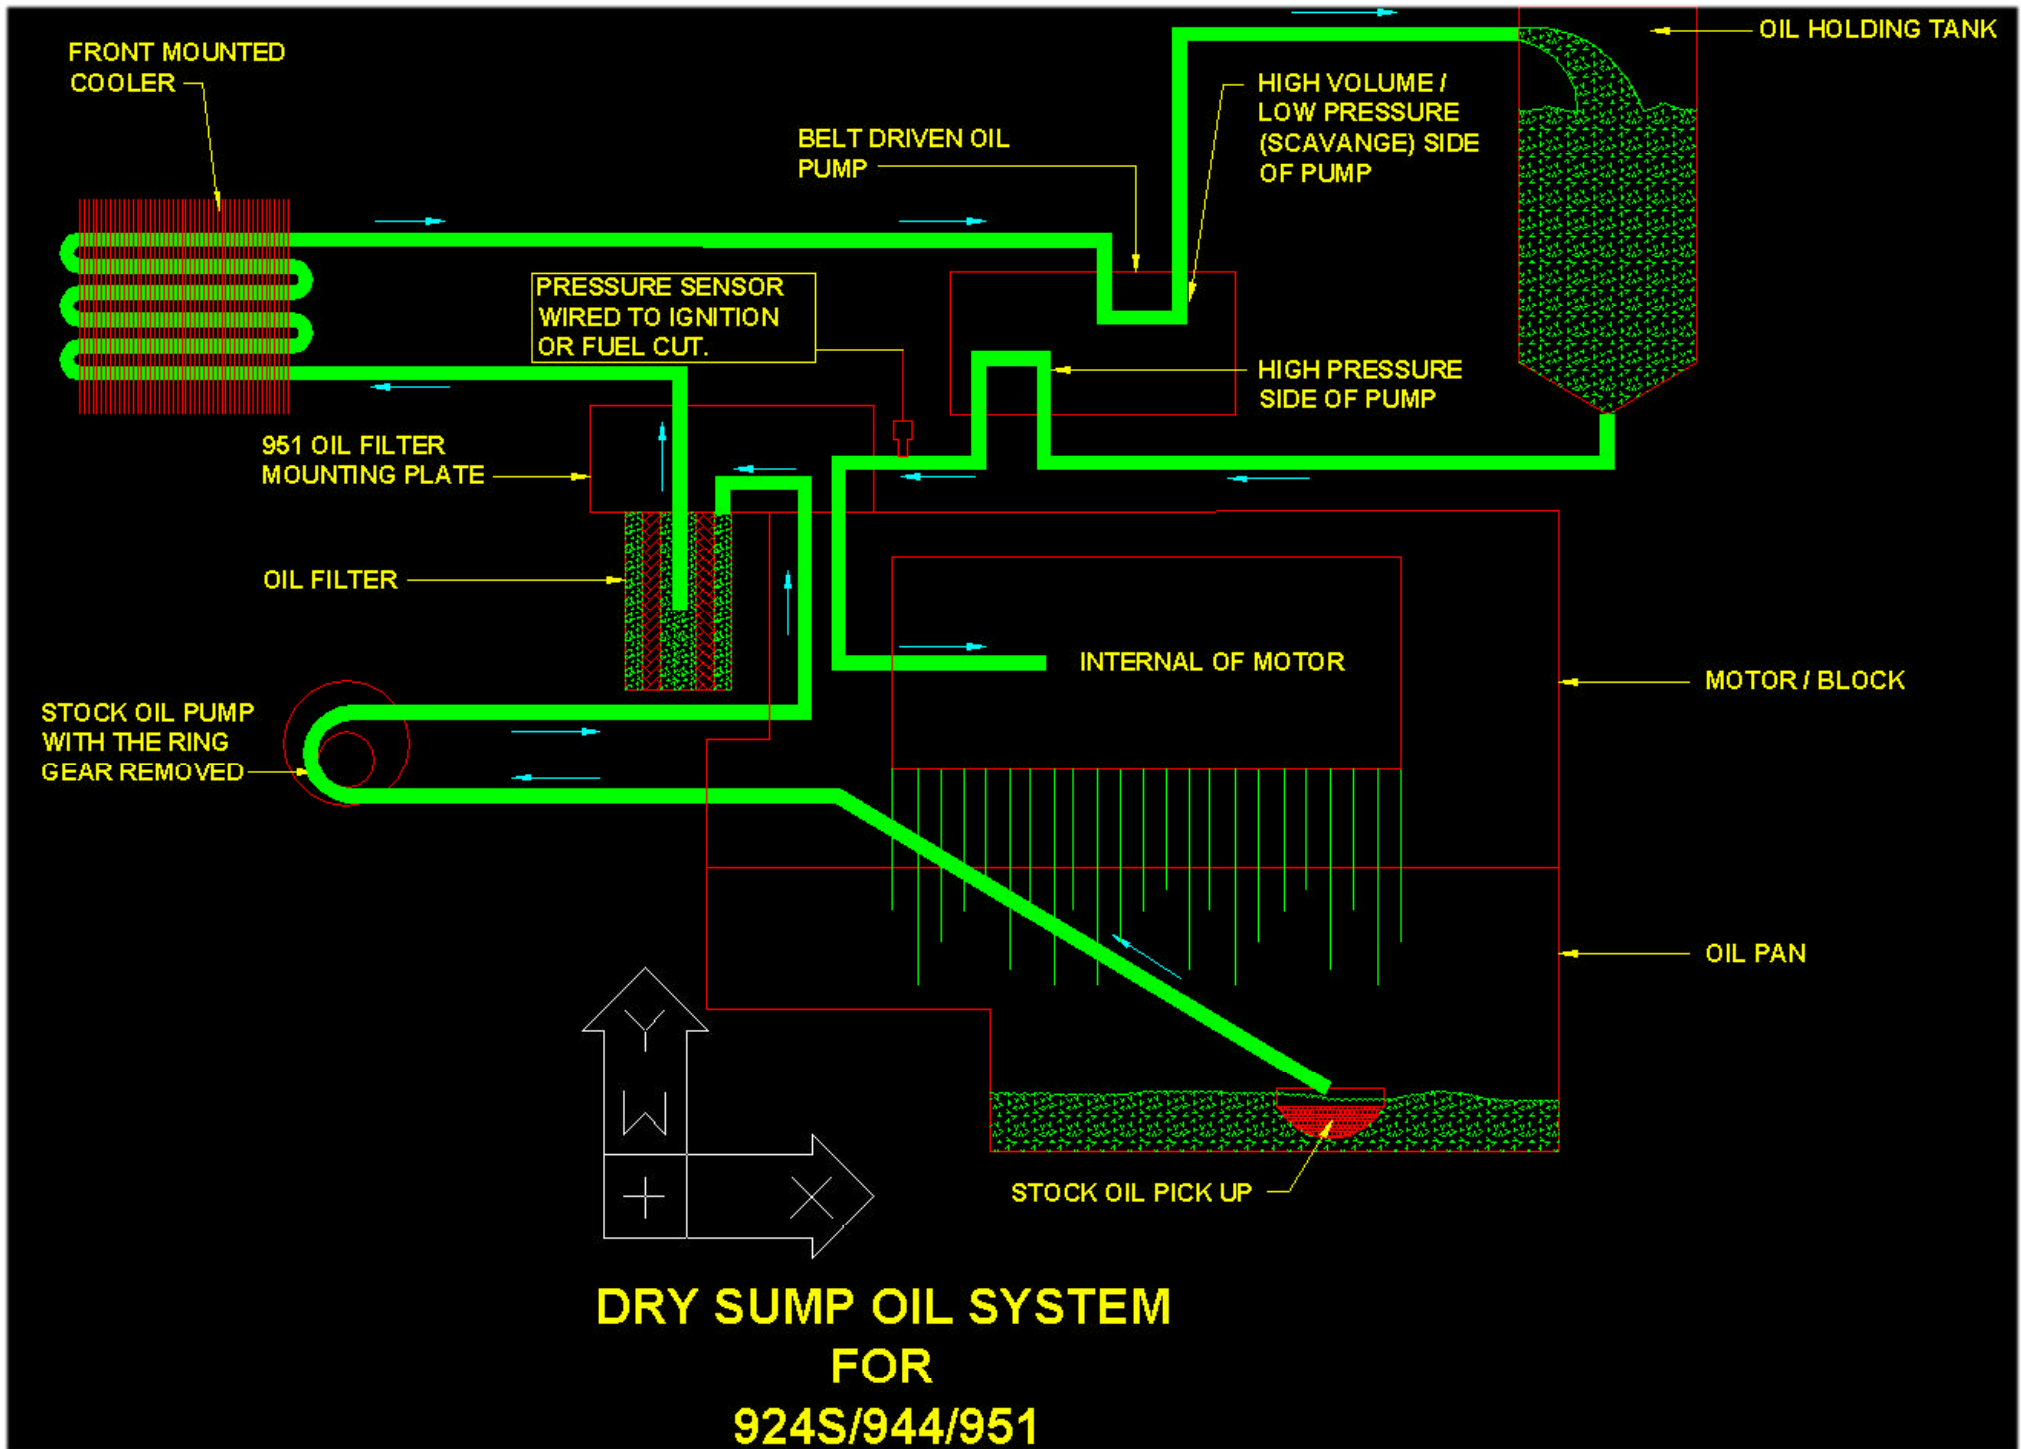 OIL HOLDING TANK
FRONT MOUNTED
COOLER
HIGH VOLUME /
LOW PRESSURE
(SCAVANGE) SIDE
OF PUMP
BELT DRIVEN OIL
PUMP
PRESSURE SENSOR
WIRED TO IGNITION
OR FUEL CUT.
HIGH PRESSURE
SIDE OF PUMP
951 OIL FILTER
MOUNTING PLATE
OIL FILTER
INTERNAL OF MOTOR
MOTOR / BLOCK
STOCK OIL PUMP
WITH THE RING
GEAR REMOVED
OIL PAN
Y
W
X
STOCK OIL PICK UP
DRY SUMP OIL SYSTEM
FOR
924S/944/951